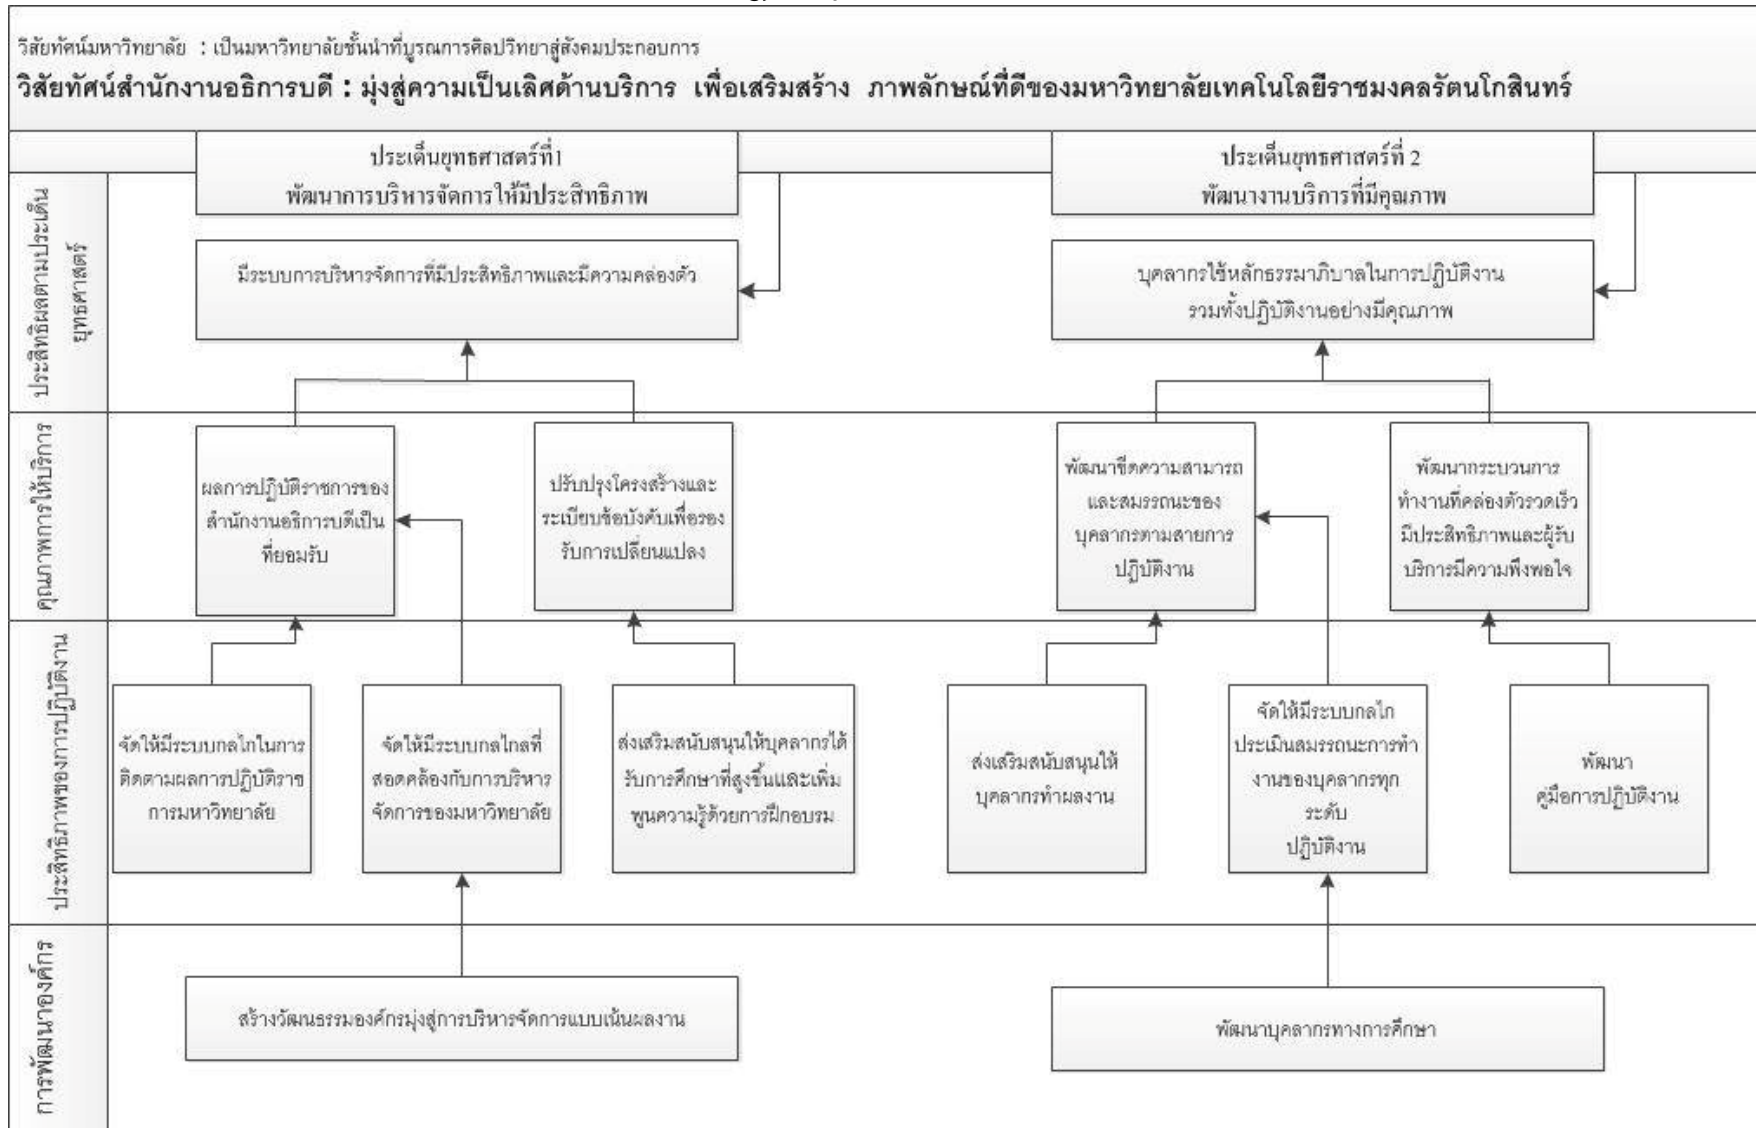 วิสัยทัศน์มหาวิทยาลัย : เป็นมหาวิทยาลัยชั้นนำที่บูรณการศิลปวิทยาสู่สังคมประกอบการ
วิสัยทัศน์สำนักงานอธิการบดี : มุ่งสู่ความเป็นเลิศด้านบริการ เพื่อเสริมสร้าง ภาพลักษณ์ที่ดีของมหาวิทยาลัยเทคโนโลยีราชมงคลรัตนโกสินทร์
ประเด็นยุทธศาสตร์ที่1
พัฒนาการบริหารจัดการให้มีประสิทธิภาพ
ประเด็นยุทธศาสตร์ที่ 2
พัฒนางานบริการที่มีคุณภาพ
ประสิทธิผลตามประเด็น
ยุทธศาสตร์
มีระบบการบริหารจัดการที่มีประสิทธิภาพและมีความคล่องตัว
บุคลากรใช้หลักธรรมาภิบาลในการปฏิบัติงาน
รวมทั้งปฏิบัติงานอย่างมีคุณภาพ
คุณภาพการให้บริการ
ผลการปฏิบัติราชการของ
สำนักงานอธิการบดีเป็น
ที่ยอมรับ
ปรับปรุงโครงสร้างและ
ระเบียบข้อบังคับเพื่อรอง
รับการเปลี่ยนแปลง
พัฒนาขีดความสามารถ
และสมรรถนะของ
บุคลากรตามสายการ
ปฏิบัติงาน
พัฒนากระบวนการ
ทำงานที่คล่องตัวรวดเร็ว
มีประสิทธิภาพและผู้รับ
บริการมีความพึงพอใจ
ประสิทธิภาพของการปฏิบัติงาน
จัดให้มีระบบกลไกในการ
ติดตามผลการปฏิบัติราช
การมหาวิทยาลัย
จัดให้มีระบบกลไกลที่
สอดคล้องกับการบริหาร
จัดการของมหาวิทยาลัย
ส่งเสริมสนับสนุนให้บุคลากรได้
รับการศึกษาที่สูงขึ้นและเพิ่ม
พูนความรู้ด้วยการฝึกอบรม
ส่งเสริมสนับสนุนให้
บุคลากรทำผลงาน
จัดให้มีระบบกลไก
ประเมินสมรรถนะการทำ
งานของบุคลากรทุก
ระดับ
ปฏิบัติงาน
พัฒนา
คู่มือการปฏิบัติงาน
การพัฒนาองค์กร
สร้างวัฒนธรรมองค์กรมุ่งสู่การบริหารจัดการแบบเน้นผลงาน
พัฒนาบุคลากรทางการศึกษา